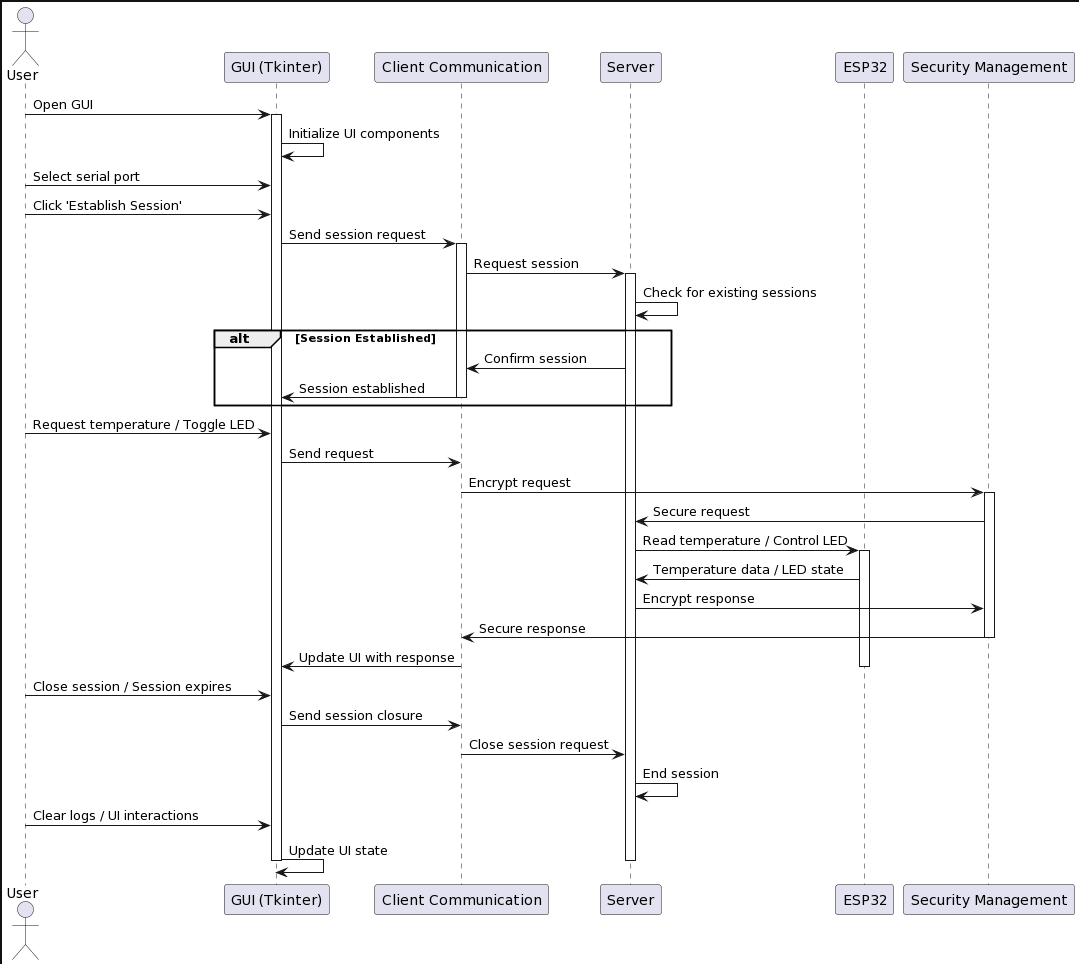 User
GUI (Tkinter)
Client Communication
Server
ESP32
Security Management
Open GUI
Initialize UI components
Select serial port
Click 'Establish Session'
Send session request
Request session
Check for existing sessions
alt
[Session Established]
Confirm session
Session established
Request temperature / Toggle LED
Send request
Encrypt request
Secure request
Read temperature / Control LED
Temperature data / LED state
Encrypt response
Secure response
Update UI with response
Close session / Session expires
Send session closure
Close session request
End session
Clear logs / UI interactions
Update UI state
User
GUI (Tkinter)
Client Communication
Server
ESP32
Security Management